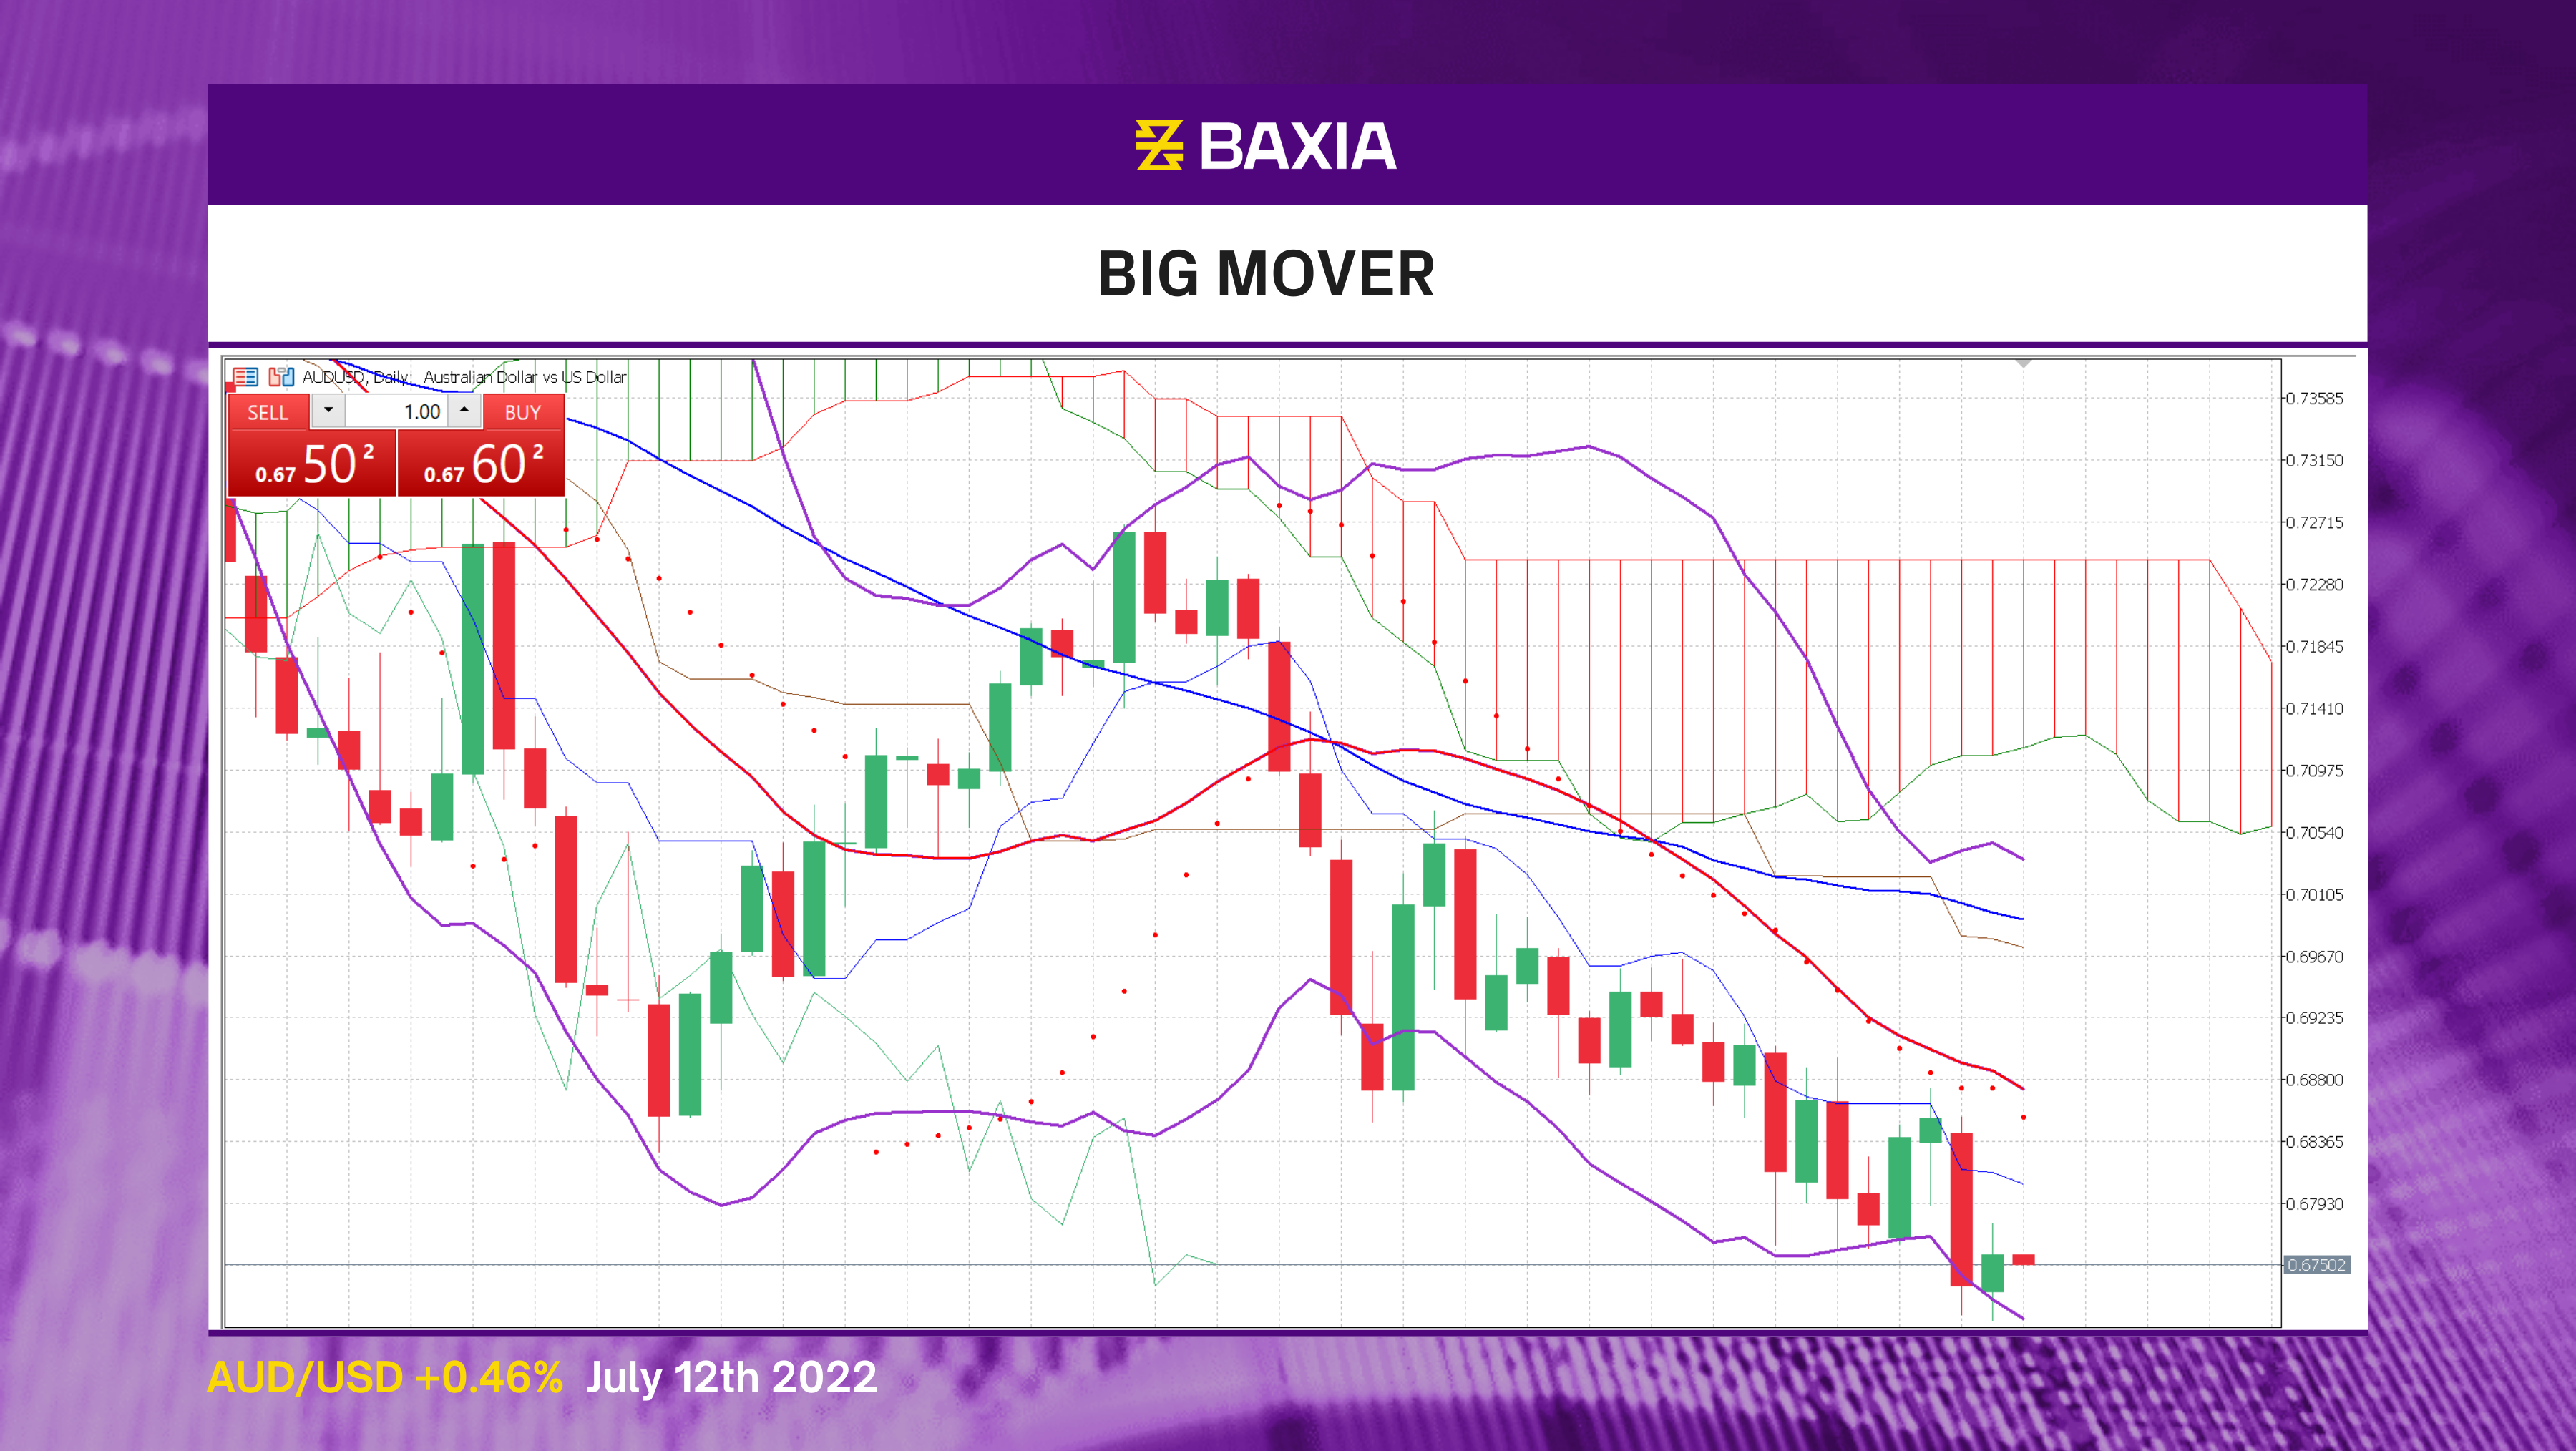 BAXIA
BIG MOVER
AUDUSD, Daily: Australian Dollar vs US Dollar
SELL 1.00 BUY
0.67 50 2 0.67 60 2
0.73585
0.73150
0.72715
0.72280
0.71845
0.71410
0.70975
0.70540
0.70105
0.69670
0.69235
0.68800
0.68365
0.67930
0.67502
AUD/USD +0.46% July 12th 2022